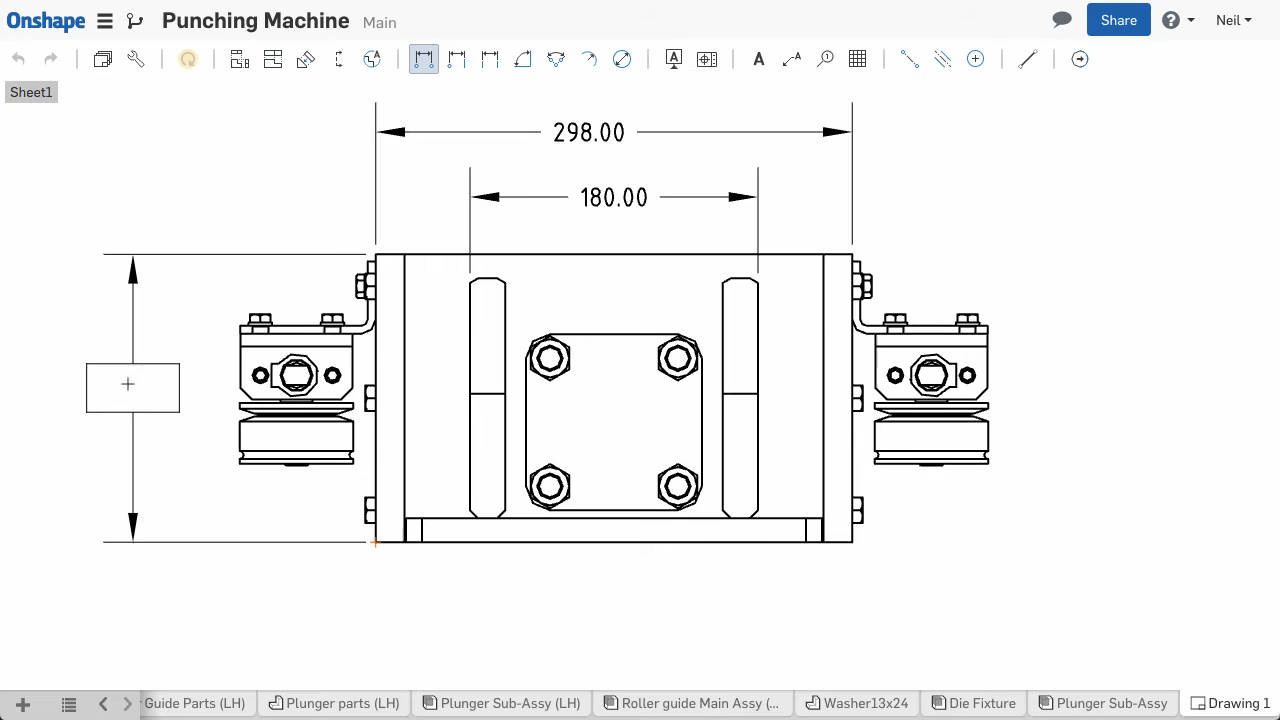 Onshape Punching Machine Main Share Neil
A A A
Sheet1
298.00
180.00
Guide Parts (LH) Plunger parts (LH) Plunger Sub-Assy (LH) Roller guide Main Assy (... Washer13x24 Die Fixture Plunger Sub-Assy Drawing 1